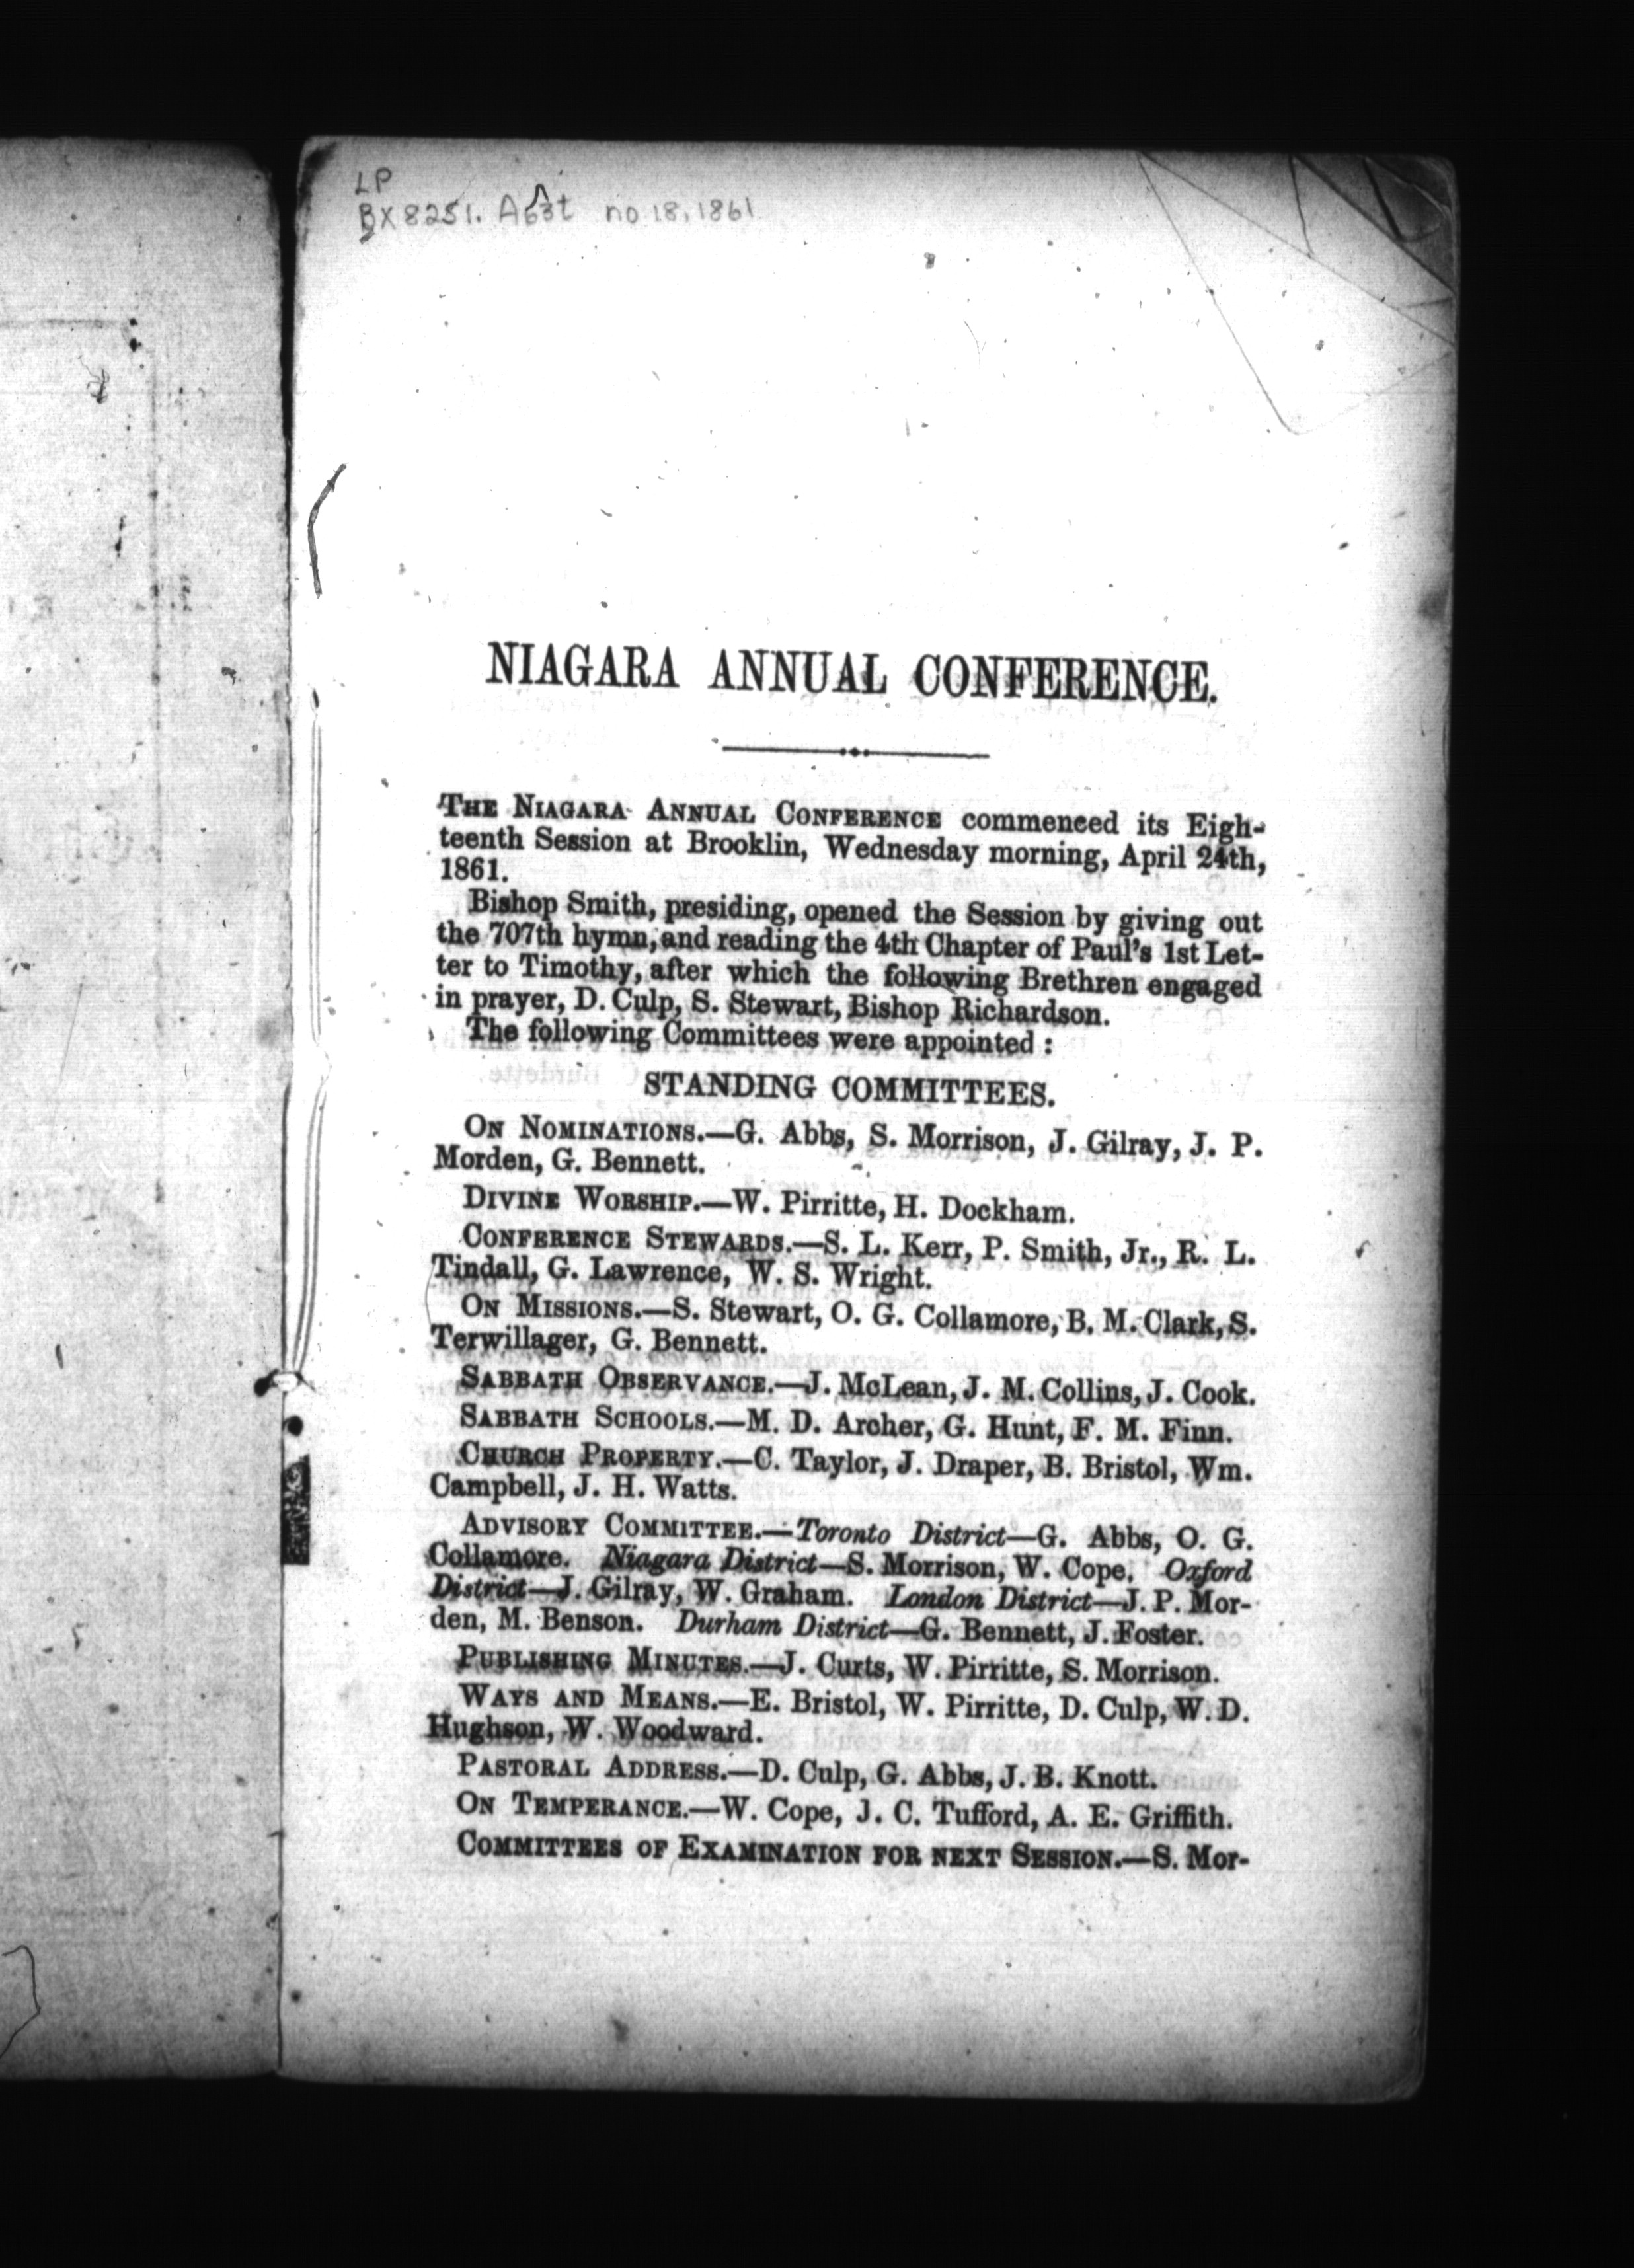 LP
BX8251. A63t no.18,1861
NIAGARA ANNUAL CONFERENCE.
THE NIAGARA ANNUAL CONFERENCE commenced its Eigh-
teenth Session at Brooklin, Wednesday morning, April 24th,
1861.
Bishop Smith, presiding, opened the Session by giving out
the 707th hymn, and reading the 4th Chapter of Paul's 1st Let-
ter to Timothy, after which the following Brethren engaged
in prayer, D. Culp, S. Stewart, Bishop Richardson.
The following Committees were appointed :
STANDING COMMITTEES.
ON NOMINATIONS.—G. Abbs, S. Morrison, J. Gilray, J. P.
Morden, G. Bennett.
DIVINE WORSHIP.—W. Pirritte, H. Dockham.
CONFERENCE STEWARDS.—S. L. Kerr, P. Smith, Jr., R. L.
Tindall, G. Lawrence, W. S. Wright.
ON MISSIONS.—S. Stewart, O. G. Collamore, B. M. Clark, S.
Terwillager, G. Bennett.
SABBATH OBSERVANCE.—J. McLean, J. M. Collins, J. Cook.
SABBATH SCHOOLS.—M. D. Archer, G. Hunt, F. M. Finn.
CHURCH PROPERTY.—C. Taylor, J. Draper, B. Bristol, Wm.
Campbell, J. H. Watts.
ADVISORY COMMITTEE.—Toronto District—G. Abbs, O. G.
Collamore. Niagara District—S. Morrison, W. Cope. Oxford
District—J. Gilray, W. Graham. London District—J. P. Mor-
den, M. Benson. Durham District—G. Bennett, J. Foster.
PUBLISHING MINUTES.—J. Curts, W. Pirritte, S. Morrison.
WAYS AND MEANS.—E. Bristol, W. Pirritte, D. Culp, W. D.
Hughson, W. Woodward.
PASTORAL ADDRESS.—D. Culp, G. Abbs, J. B. Knott.
ON TEMPERANCE.—W. Cope, J. C. Tufford, A. E. Griffith.
COMMITTEES OF EXAMINATION FOR NEXT SESSION.—S. Mor-